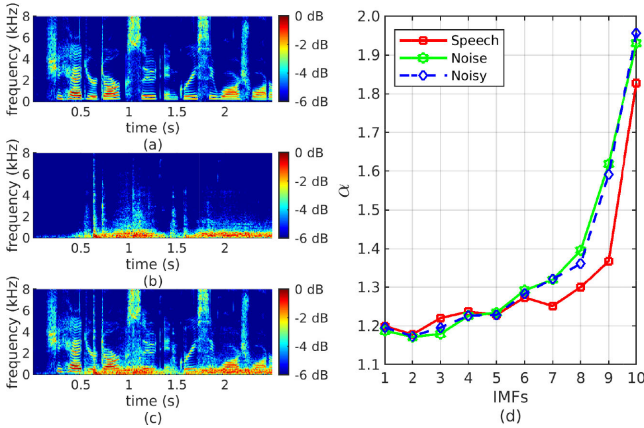 frequency (kHz)
8
6
4
2
0
0.5
1
1.5
2
time (s)
(a)
0 dB
-2 dB
-4 dB
-6 dB
frequency (kHz)
8
6
4
2
0
0.5
1
1.5
2
time (s)
(b)
0 dB
-2 dB
-4 dB
-6 dB
frequency (kHz)
8
6
4
2
0
0.5
1
1.5
2
time (s)
(c)
0 dB
-2 dB
-4 dB
-6 dB
α
2.0
1.9
1.8
1.7
1.6
1.5
1.4
1.3
1.2
1.1
Speech
Noise
Noisy
1 2 3 4 5 6 7 8 9 10
IMFs
(d)